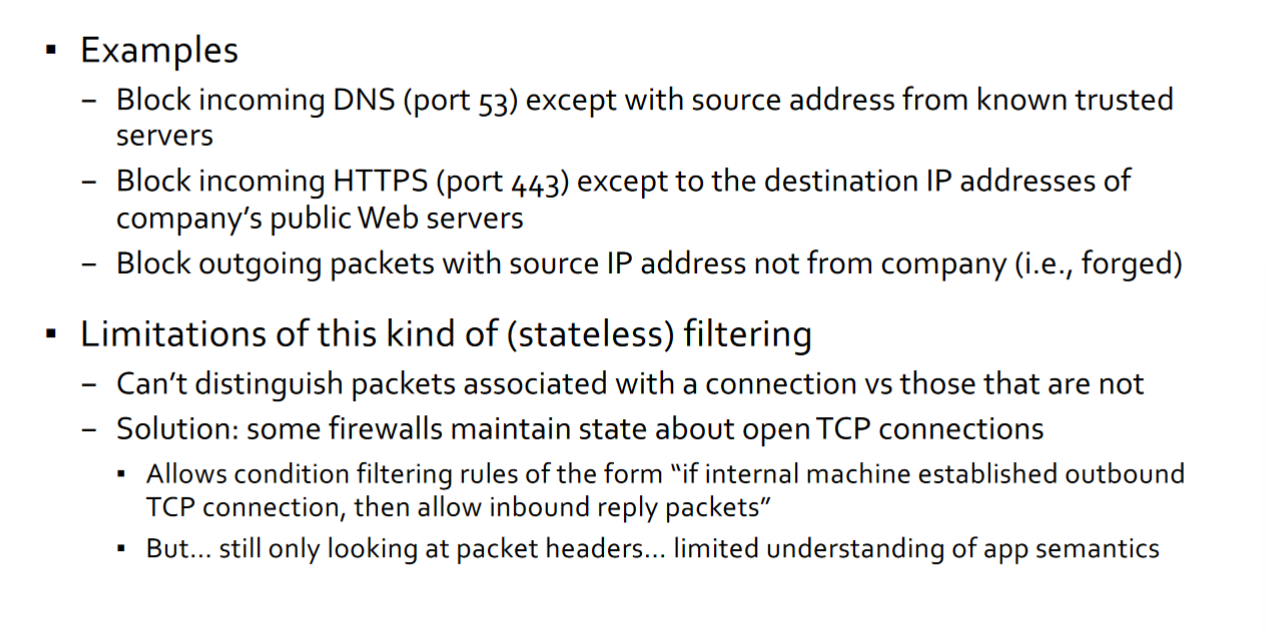 ▪ Examples
– Block incoming DNS (port 53) except with source address from known trusted
servers
– Block incoming HTTPS (port 443) except to the destination IP addresses of
company's public Web servers
– Block outgoing packets with source IP address not from company (i.e., forged)
▪ Limitations of this kind of (stateless) filtering
– Can't distinguish packets associated with a connection vs those that are not
– Solution: some firewalls maintain state about open TCP connections
▪ Allows condition filtering rules of the form "if internal machine established outbound
TCP connection, then allow inbound reply packets"
▪ But... still only looking at packet headers... limited understanding of app semantics